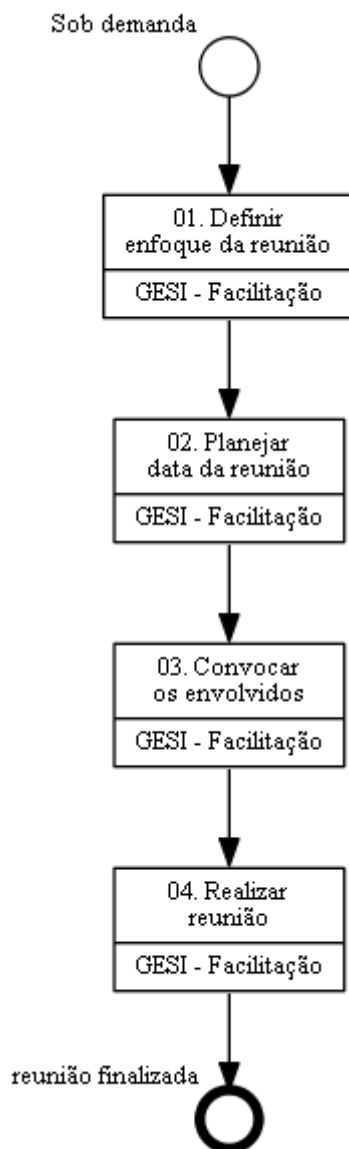 Sob demanda
01. Definir
enfoque da reunião
GESI - Facilitação
02. Planejar
data da reunião
GESI - Facilitação
03. Convocar
os envolvidos
GESI - Facilitação
04. Realizar
reunião
GESI - Facilitação
reunião finalizada